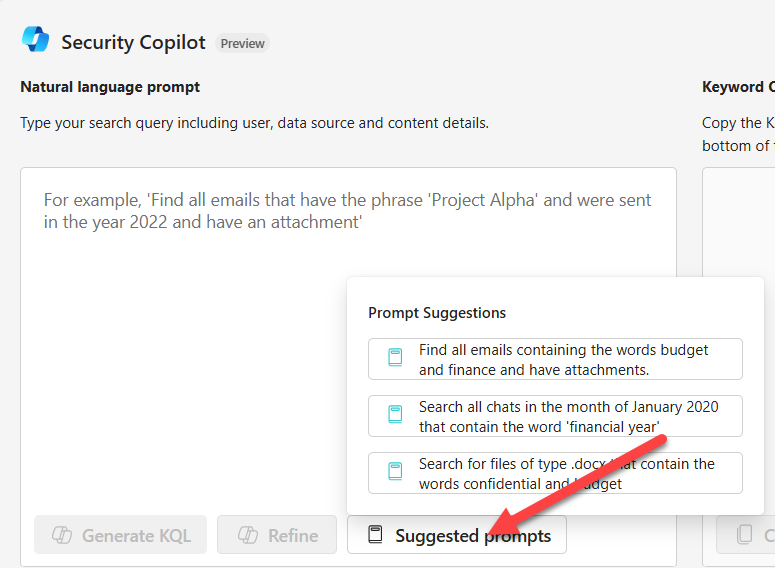 Security Copilot Preview
Natural language prompt
Type your search query including user, data source and content details.
For example, 'Find all emails that have the phrase 'Project Alpha' and were sent
in the year 2022 and have an attachment'
Keyword
Copy the
bottom of
Prompt Suggestions
Find all emails containing the words budget
and finance and have attachments.
Search all chats in the month of January 2020
that contain the word 'financial year'
Search for files of type .docx that contain the
words confidential and budget
Generate KQL
Refine
Suggested prompts